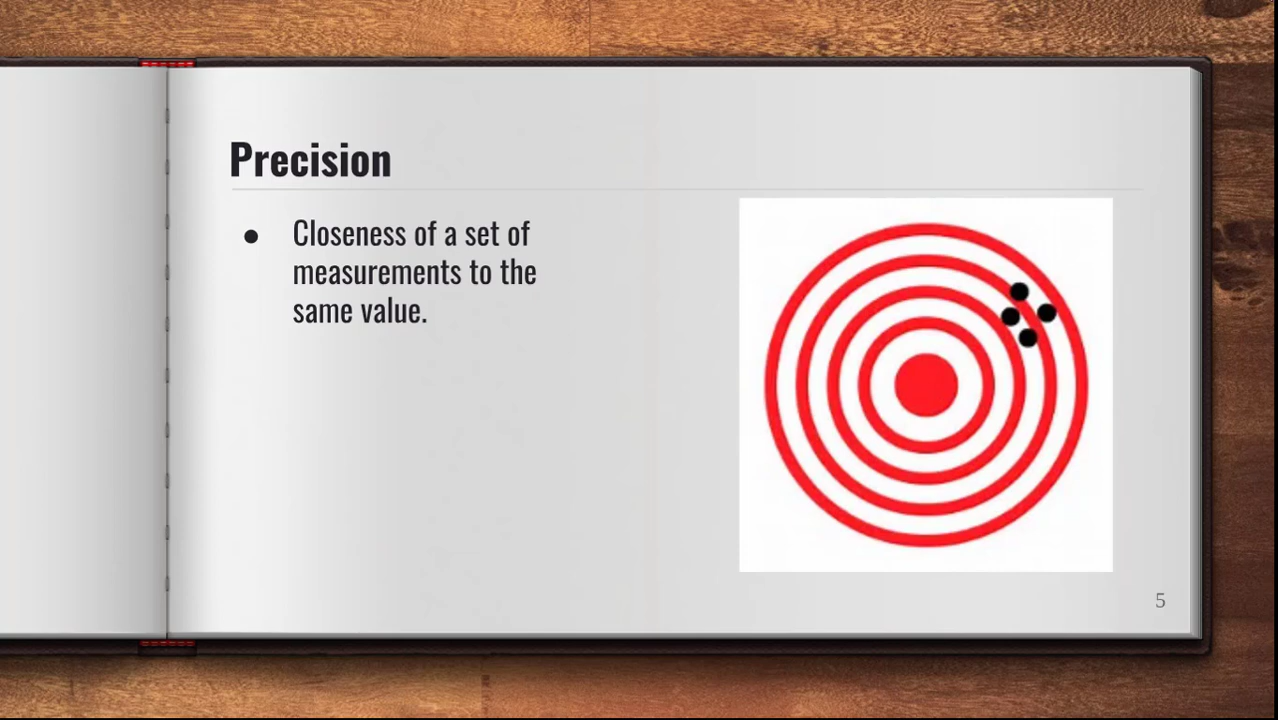 Precision
● Closeness of a set of
measurements to the
same value.
5